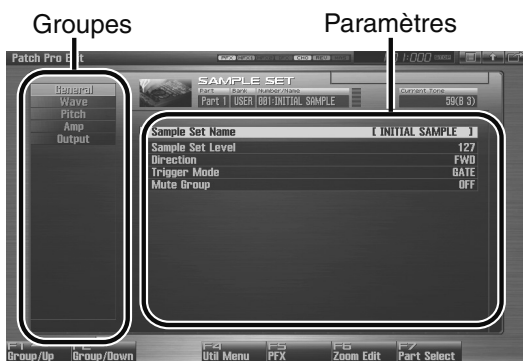 Groupes Paramètres
Patch Pro Edit
SAMPLE SET
Part Bank Number/Name
Part 1 USER 001:INITIAL SAMPLE
Current Tone
59(B 3)
General
Wave
Pitch
Amp
Output
Sample Set Name [ INITIAL SAMPLE ]
Sample Set Level 127
Direction FWD
Trigger Mode GATE
Mute Group OFF
F1 Group/Up
Group/Down
F4 Util Menu
F5 PFX
F6 Zoom Edit
F7 Part Select